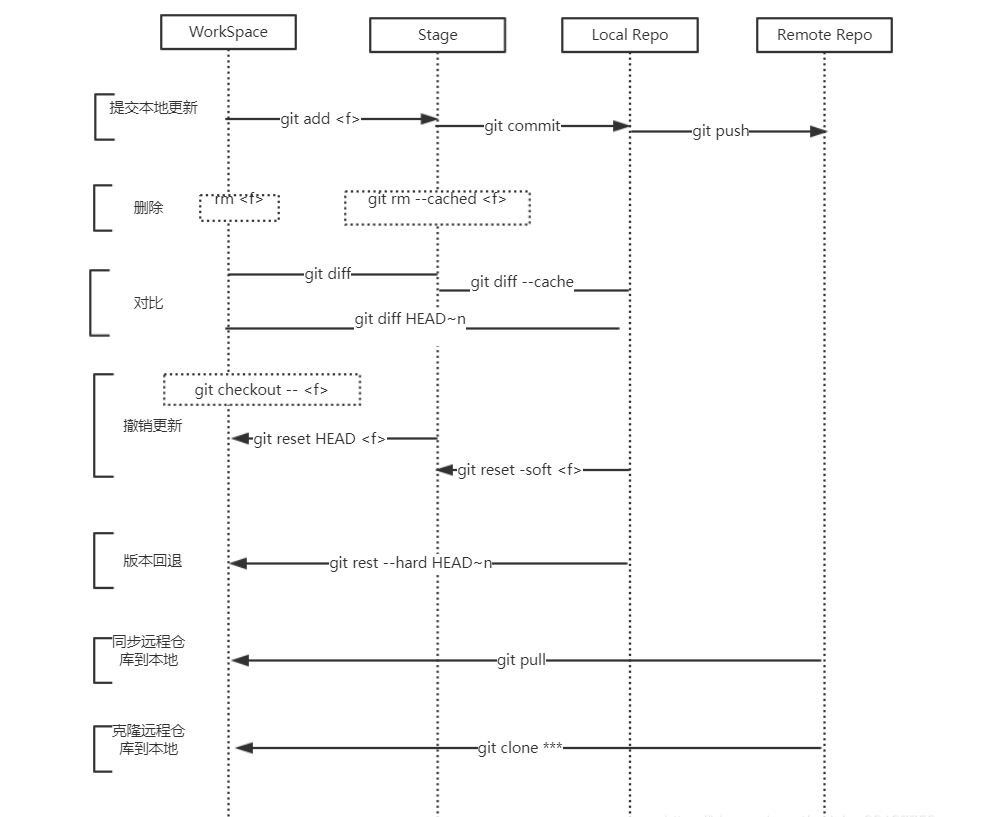 WorkSpace
Stage
Local Repo
Remote Repo
提交本地更新
git add <f>
git commit
git push
删除
rm <f>
git rm --cached <f>
对比
git diff
git diff --cache
git diff HEAD~n
撤销更新
git checkout -- <f>
git reset HEAD <f>
git reset -soft <f>
版本回退
git rest --hard HEAD~n
同步远程仓
库到本地
git pull
克隆远程仓
库到本地
git clone ***